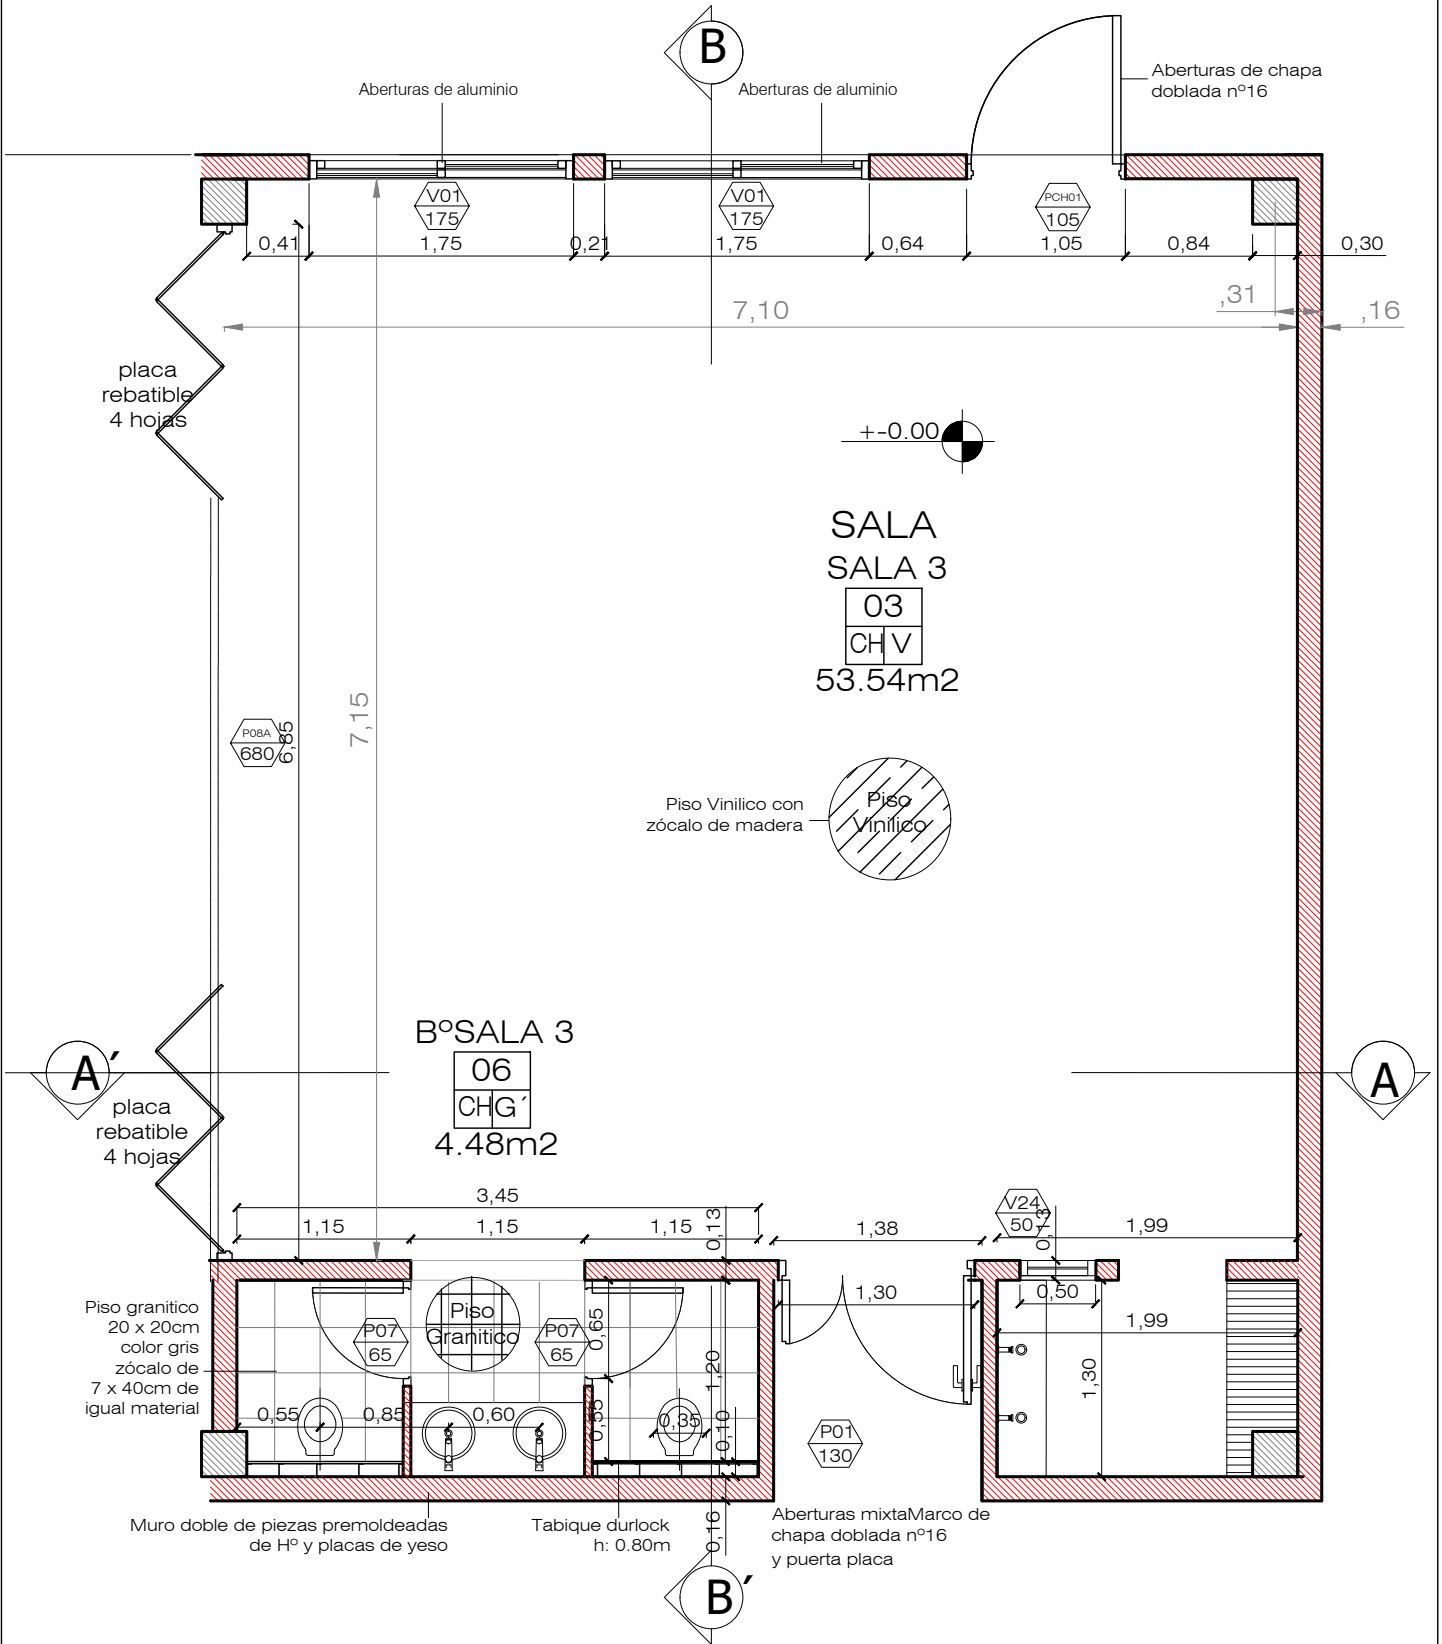 B
Aberturas de aluminio
Aberturas de aluminio
Aberturas de chapa
doblada nº16
V01
175
V01
175
PCH01
105
0,41
1,75
0,21
1,75
0,64
1,05
0,84
0,30
,31
7,10
,16
placa
rebatible
4 hojas
+-0.00
SALA
SALA 3
03
CH V
53.54m2
7,15
P08A
680
6,85
Piso Vinilico con
zócalo de madera
Piso
Vinilico
BºSALA 3
06
CH G´
4.48m2
A´
A
placa
rebatible
4 hojas
3,45
1,15
1,15
1,15
0,13
1,38
V24
50
0,13
1,99
Piso granitico
20 x 20cm
color gris
zócalo de
7 x 40cm de
igual material
Piso
Granitico
P07
65
P07
65
0,65
1,20
1,30
0,50
1,99
1,30
0,55
0,85
0,60
0,55
0,35
0,10
P01
130
Muro doble de piezas premoldeadas
de Hº y placas de yeso
Tabique durlock
h: 0.80m
0,16
Aberturas mixtaMarco de
chapa doblada nº16
y puerta placa
B´